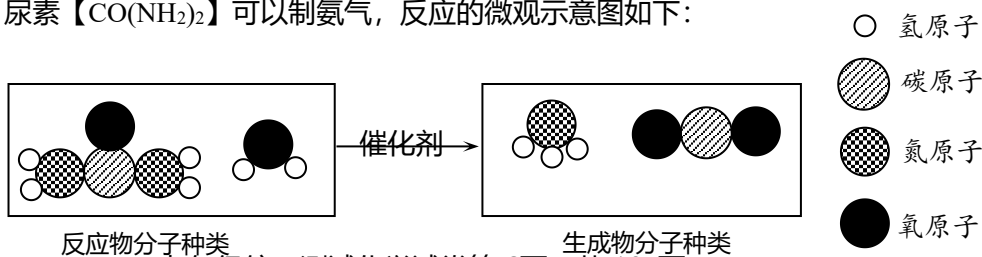 尿素【CO(NH₂)₂】可以制氨气，反应的微观示意图如下：
氢原子
碳原子
催化剂
氮原子
氧原子
反应物分子种类
生成物分子种类